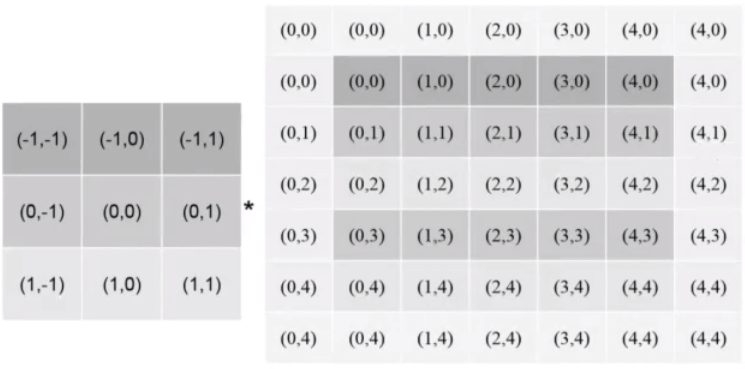 (0,0) (0,0) (1,0) (2,0) (3,0) (4,0) (4,0)
(0,0) (0,0) (1,0) (2,0) (3,0) (4,0) (4,0)
(-1,-1) (-1,0) (-1,1) (0,1) (0,1) (1,1) (2,1) (3,1) (4,1) (4,1)
(0,2) (0,2) (1,2) (2,2) (3,2) (4,2) (4,2)
(0,-1) (0,0) (0,1) * (0,3) (0,3) (1,3) (2,3) (3,3) (4,3) (4,3)
(1,-1) (1,0) (1,1) (0,4) (0,4) (1,4) (2,4) (3,4) (4,4) (4,4)
(0,4) (0,4) (1,4) (2,4) (3,4) (4,4) (4,4)